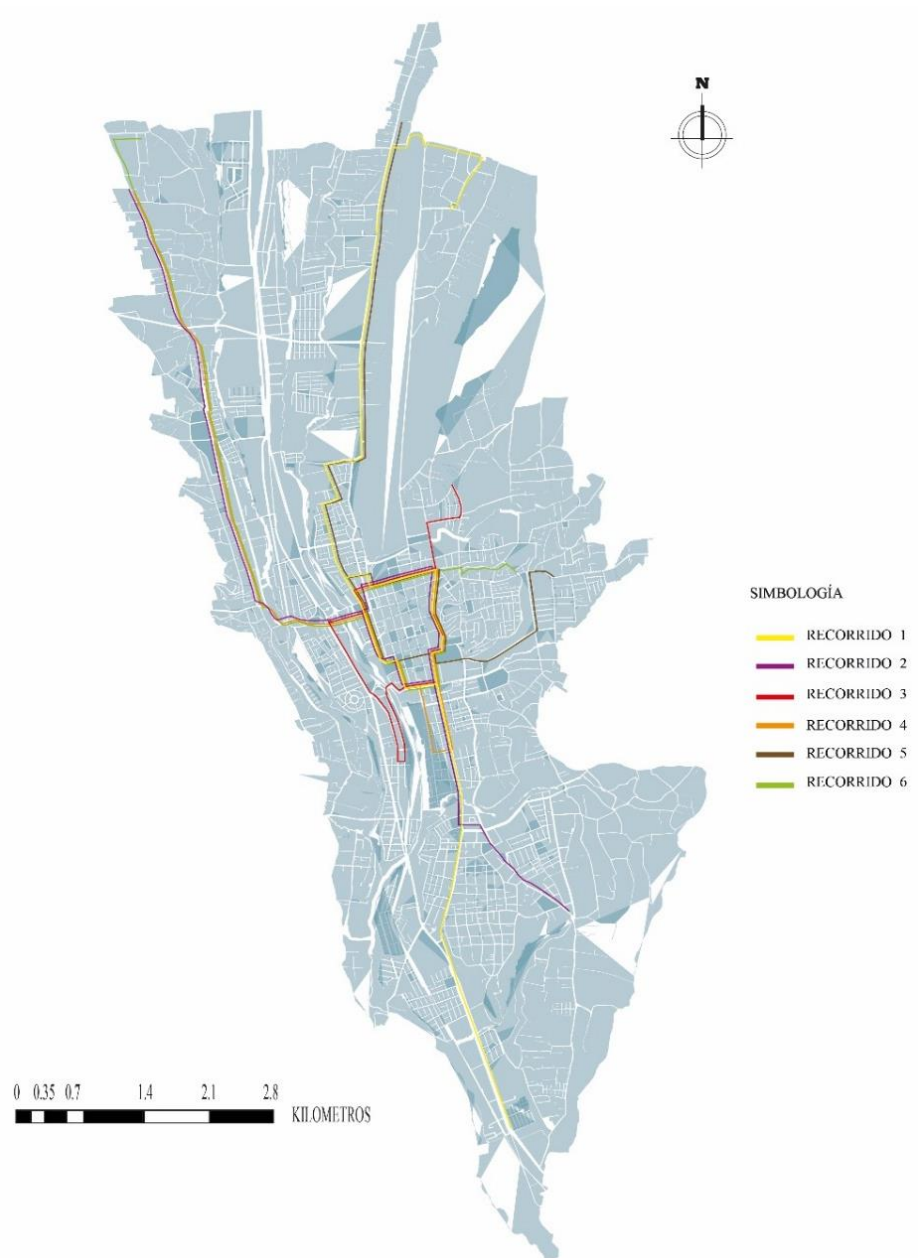 N
SIMBOLOGÍA
RECORRIDO 1
RECORRIDO 2
RECORRIDO 3
RECORRIDO 4
RECORRIDO 5
RECORRIDO 6
0 0.35 0.7 1.4 2.1 2.8
KILOMETROS